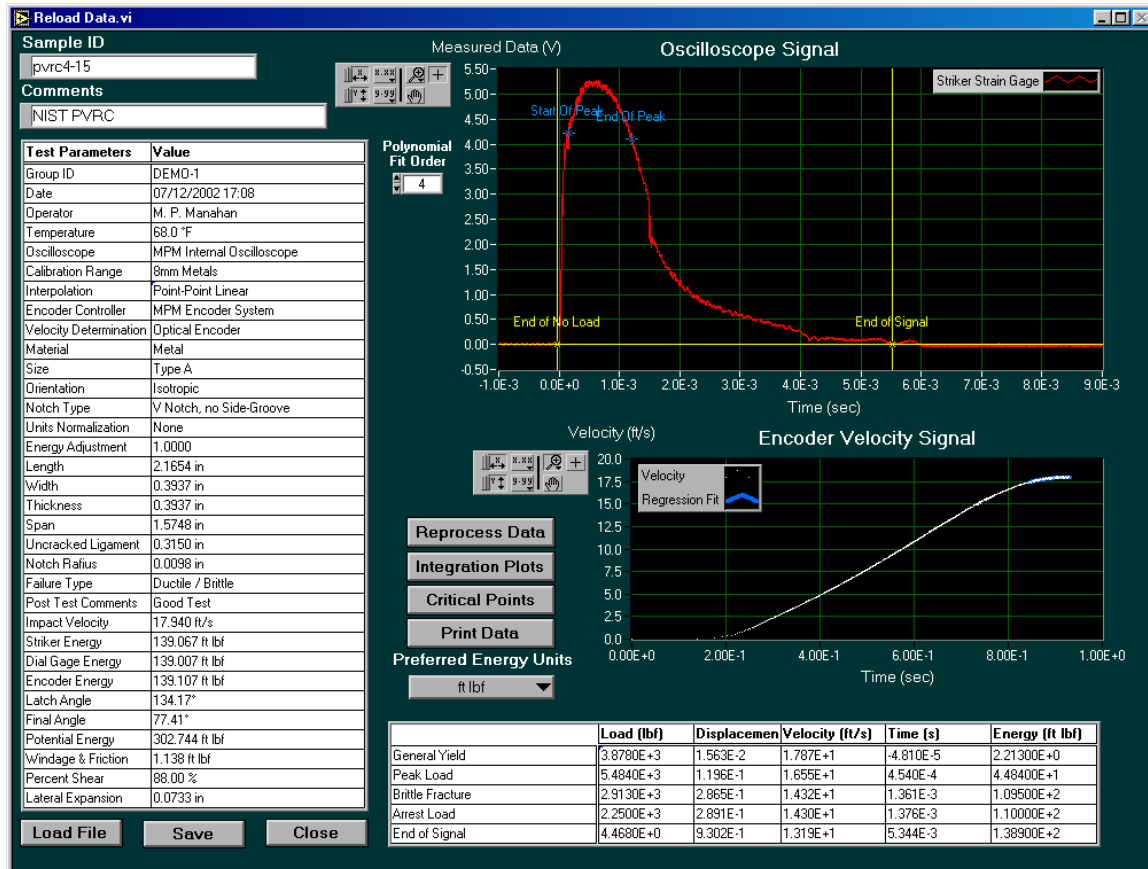 Reload Data.vi
Sample ID
pvrc4-15
Comments
NIST PVRC
Test Parameters Value
Group ID DEMO-1
Date 07/12/2002 17:08
Operator M. P. Manahan
Temperature 68.0 °F
Oscilloscope MPM Internal Oscilloscope
Calibration Range 8mm Metals
Interpolation Point-Point Linear
Encoder Controller MPM Encoder System
Velocity Determination Optical Encoder
Material Metal
Size Type A
Orientation Isotropic
Notch Type V Notch, no Side-Groove
Units Normalization None
Energy Adjustment 1.0000
Length 2.1654 in
Width 0.3937 in
Thickness 0.3937 in
Span 1.5748 in
Uncracked Ligament 0.3150 in
Notch Rafius 0.0098 in
Failure Type Ductile / Brittle
Post Test Comments Good Test
Impact Velocity 17.940 ft/s
Striker Energy 139.067 ft lbf
Dial Gage Energy 139.007 ft lbf
Encoder Energy 139.107 ft lbf
Latch Angle 134.17°
Final Angle 77.41°
Potential Energy 302.744 ft lbf
Windage & Friction 1.138 ft lbf
Percent Shear 88.00 %
Lateral Expansion 0.0733 in
Load File Save Close
Measured Data (V) Oscilloscope Signal
X.XX
Y.YY
Striker Strain Gage
Polynomial
Fit Order
4
5.50
5.00
4.50
4.00
3.50
3.00
2.50
2.00
1.50
1.00
0.50
0.00
-0.50
Start Of Peak End Of Peak
End of No Load End of Signal
-1.0E-3 0.0E+0 1.0E-3 2.0E-3 3.0E-3 4.0E-3 5.0E-3 6.0E-3 7.0E-3 8.0E-3 9.0E-3
Time (sec)
Velocity (ft/s) Encoder Velocity Signal
X.XX
Y.YY
Velocity
Regression Fit
20.0
17.5
15.0
12.5
10.0
7.5
5.0
2.5
0.0
0.00E+0 2.00E-1 4.00E-1 6.00E-1 8.00E-1 1.00E+0
Time (sec)
Reprocess Data
Integration Plots
Critical Points
Print Data
Preferred Energy Units
ft lbf
Load (lbf) Displacemen Velocity (ft/s) Time (s) Energy (ft lbf)
General Yield 3.8780E+3 1.563E-2 1.787E+1 -4.810E-5 2.21300E+0
Peak Load 5.4840E+3 1.196E-1 1.655E+1 4.540E-4 4.48400E+1
Brittle Fracture 2.9130E+3 2.865E-1 1.432E+1 1.361E-3 1.09500E+2
Arrest Load 2.2500E+3 2.891E-1 1.430E+1 1.376E-3 1.10000E+2
End of Signal 4.4680E+0 9.302E-1 1.319E+1 5.344E-3 1.38900E+2